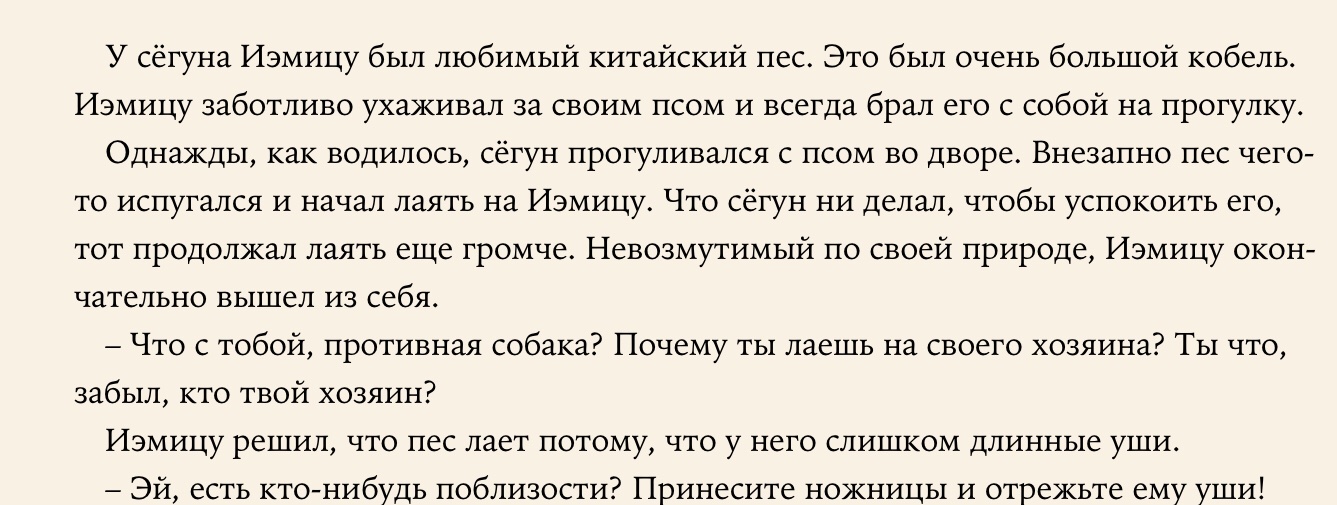 У сёгуна Иэмицу был любимый китайский пес. Это был очень большой кобель.
Иэмицу заботливо ухаживал за своим псом и всегда брал его с собой на прогулку.
Однажды, как водилось, сёгун прогуливался с псом во дворе. Внезапно пес чего-
то испугался и начал лаять на Иэмицу. Что сёгун ни делал, чтобы успокоить его,
тот продолжал лаять еще громче. Невозмутимый по своей природе, Иэмицу окон-
чательно вышел из себя.
– Что с тобой, противная собака? Почему ты лаешь на своего хозяина? Ты что,
забыл, кто твой хозяин?
Иэмицу решил, что пес лает потому, что у него слишком длинные уши.
– Эй, есть кто-нибудь поблизости? Принесите ножницы и отрежьте ему уши!